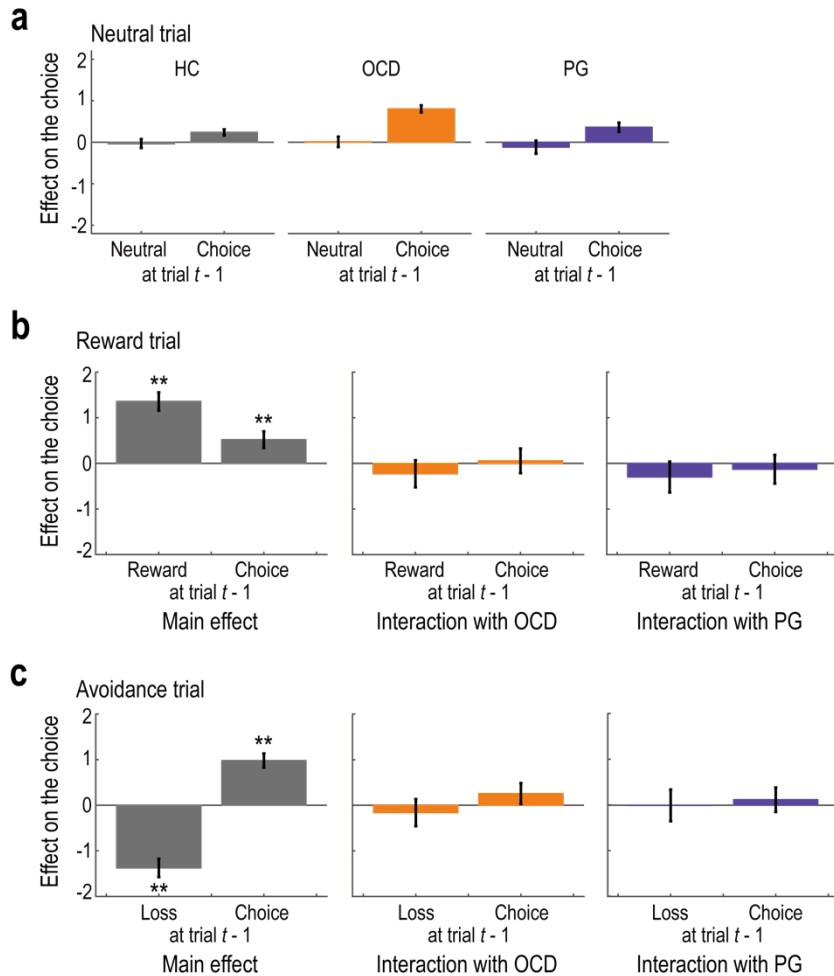 a
Neutral trial
HC OCD PG
Effect on the choice
2
1
0
-1
-2
Neutral Choice Neutral Choice Neutral Choice
at trial t - 1 at trial t - 1 at trial t - 1
b
Reward trial
Effect on the choice
2
1
0
-1
-2
** **
Reward Choice Reward Choice Reward Choice
at trial t - 1 at trial t - 1 at trial t - 1
Main effect Interaction with OCD Interaction with PG
c
Avoidance trial
Effect on the choice
2
1
0
-1
-2
**
**
Loss Choice Loss Choice Loss Choice
at trial t - 1 at trial t - 1 at trial t - 1
Main effect Interaction with OCD Interaction with PG